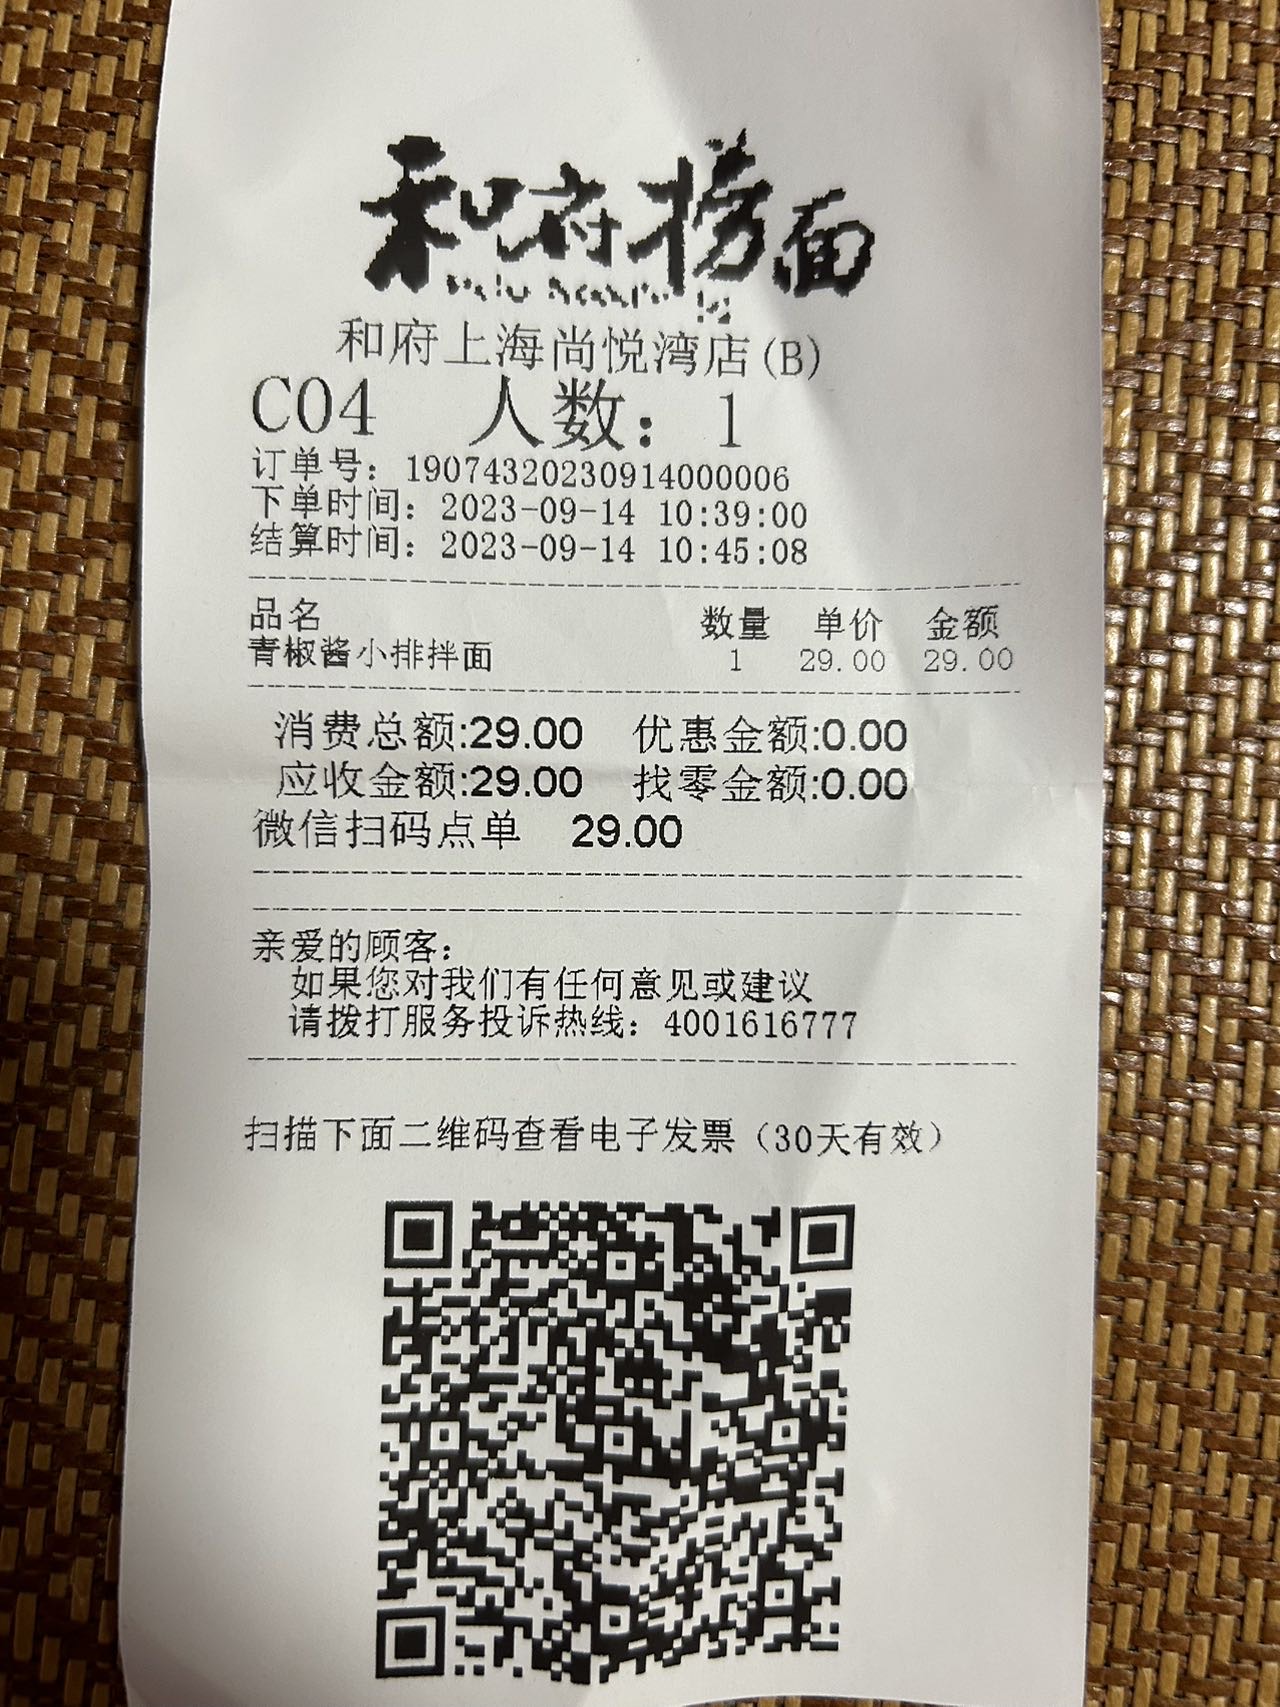 和府捞面
和府上海尚悦湾店(B)
C04 人数: 1
订单号: 19074320230914000006
下单时间: 2023-09-14 10:39:00
结算时间: 2023-09-14 10:45:08
品名 数量 单价 金额
青椒酱小排拌面 1 29.00 29.00
消费总额:29.00 优惠金额:0.00
应收金额:29.00 找零金额:0.00
微信扫码点单 29.00
亲爱的顾客:
如果您对我们有任何意见或建议
请拨打服务投诉热线: 4001616777
扫描下面二维码查看电子发票（30天有效）